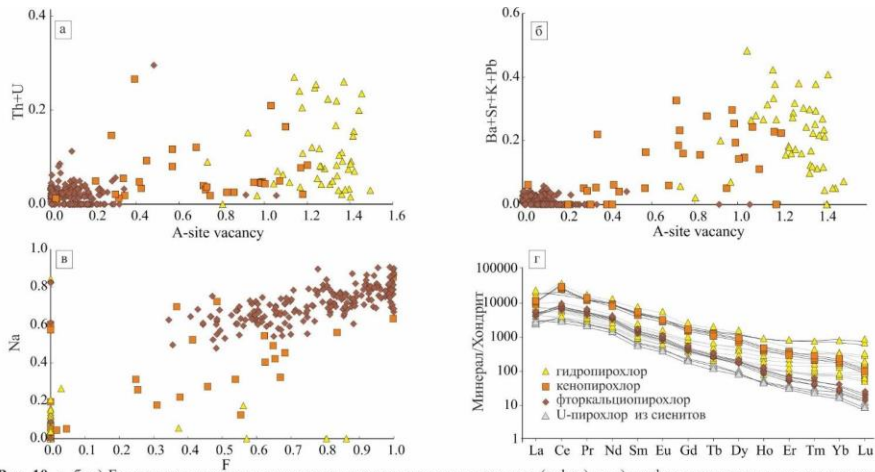 а
0.4
0.2
0.0
Th+U
0.0 0.2 0.4 0.6 0.8 1.0 1.2 1.4 1.6
A-site vacancy
б
0.6
0.4
0.2
0.0
Ba+Sr+K+Pb
0.0 0.2 0.4 0.6 0.8 1.0 1.2 1.4
A-site vacancy
в
1.0
0.8
0.6
0.4
0.2
0.0
Na
0 0.1 0.2 0.3 0.4 0.5 0.6 0.7 0.8 0.9 1.0
F
г
100000
10000
1000
100
10
1
Минерал/Хондрит
гидропирохлор
кенопирохлор
фторкальциопирохлор
U-пирохлор из сиенитов
La Ce Pr Nd Sm Eu Gd Tb Dy Ho Er Tm Yb Lu